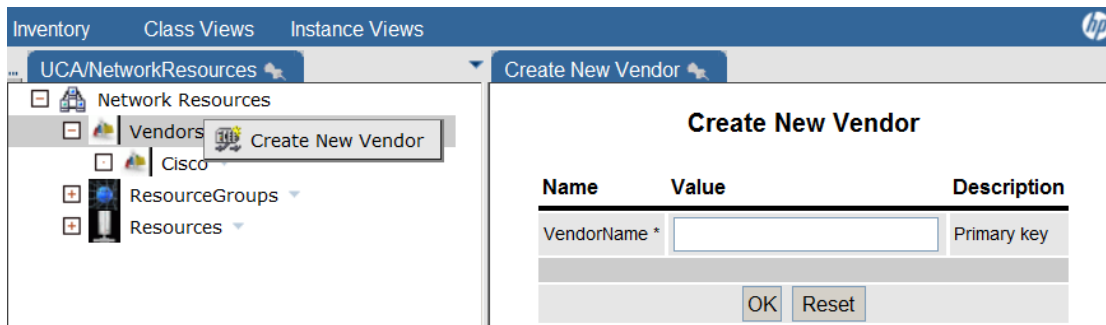 Inventory Class Views Instance Views hp
... UCA/NetworkResources Create New Vendor
Network Resources
Vendors
Create New Vendor
Cisco
ResourceGroups
Resources
Create New Vendor
Name Value Description
VendorName * Primary key
OK Reset